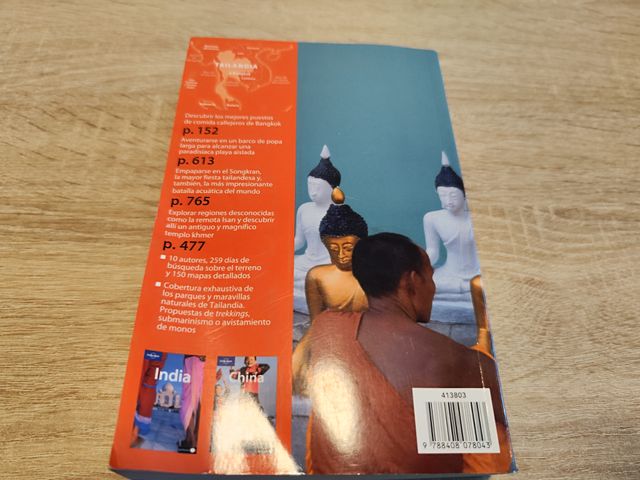 TAILANDIA
Descubrir los mejores puestos
de comida callejeros de Bangkok
p. 152
Aventurarse en un barco de popa
larga para alcanzar una
paradisíaca playa aislada
p. 613
Empaparse en el Songkran,
la mayor fiesta tailandesa y,
también, la más impresionante
batalla acuática del mundo
p. 765
Explorar regiones desconocidas
como la remota Isan y descubrir
allí un antiguo y magnífico
templo khmer
p. 477
10 autores, 259 días de
búsqueda sobre el terreno
y 150 mapas detallados
Cobertura exhaustiva de
los parques y maravillas
naturales de Tailandia.
Propuestas de trekkings,
submarinismo o avistamiento
de monos
India
China
413803
9 788408 078043